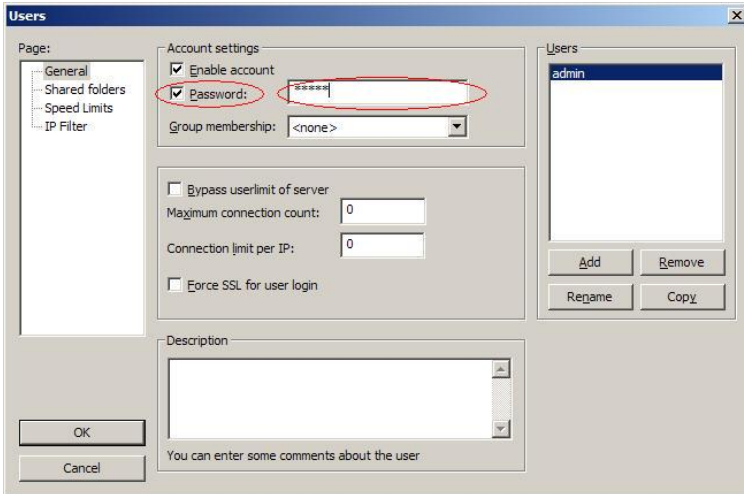 Users
Page:
General
Shared folders
Speed Limits
IP Filter
OK
Cancel
Account settings
Enable account
Password:
*****
Group membership:
<none>
Bypass userlimit of server
Maximum connection count:
0
Connection limit per IP:
0
Force SSL for user login
Description
You can enter some comments about the user
Users
admin
Add
Remove
Rename
Copy